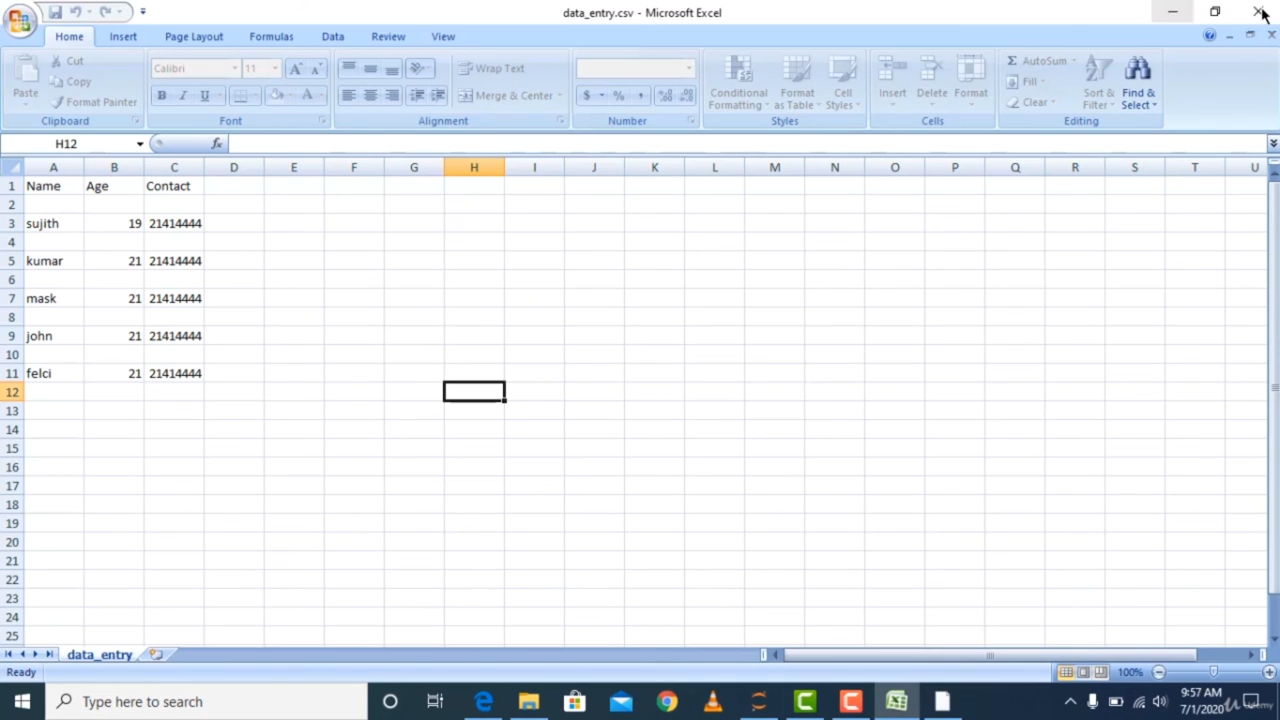 data_entry.csv - Microsoft Excel
Home Insert Page Layout Formulas Data Review View
Paste Cut Copy Format Painter Clipboard
Calibri 11 B I U Font
Wrap Text Merge & Center Alignment
$ % , Number
Conditional Formatting Format as Table Cell Styles Styles
Insert Delete Format Cells
Σ AutoSum Fill Clear Sort & Filter Find & Select Editing
H12 fx
A B C D E F G H I J K L M N O P Q R S T U
1 Name Age Contact
2
3 sujith 19 21414444
4
5 kumar 21 21414444
6
7 mask 21 21414444
8
9 john 21 21414444
10
11 felci 21 21414444
12
13
14
15
16
17
18
19
20
21
22
23
24
25
data_entry
Ready 100%
Type here to search 9:57 AM
7/1/2020
Udemy